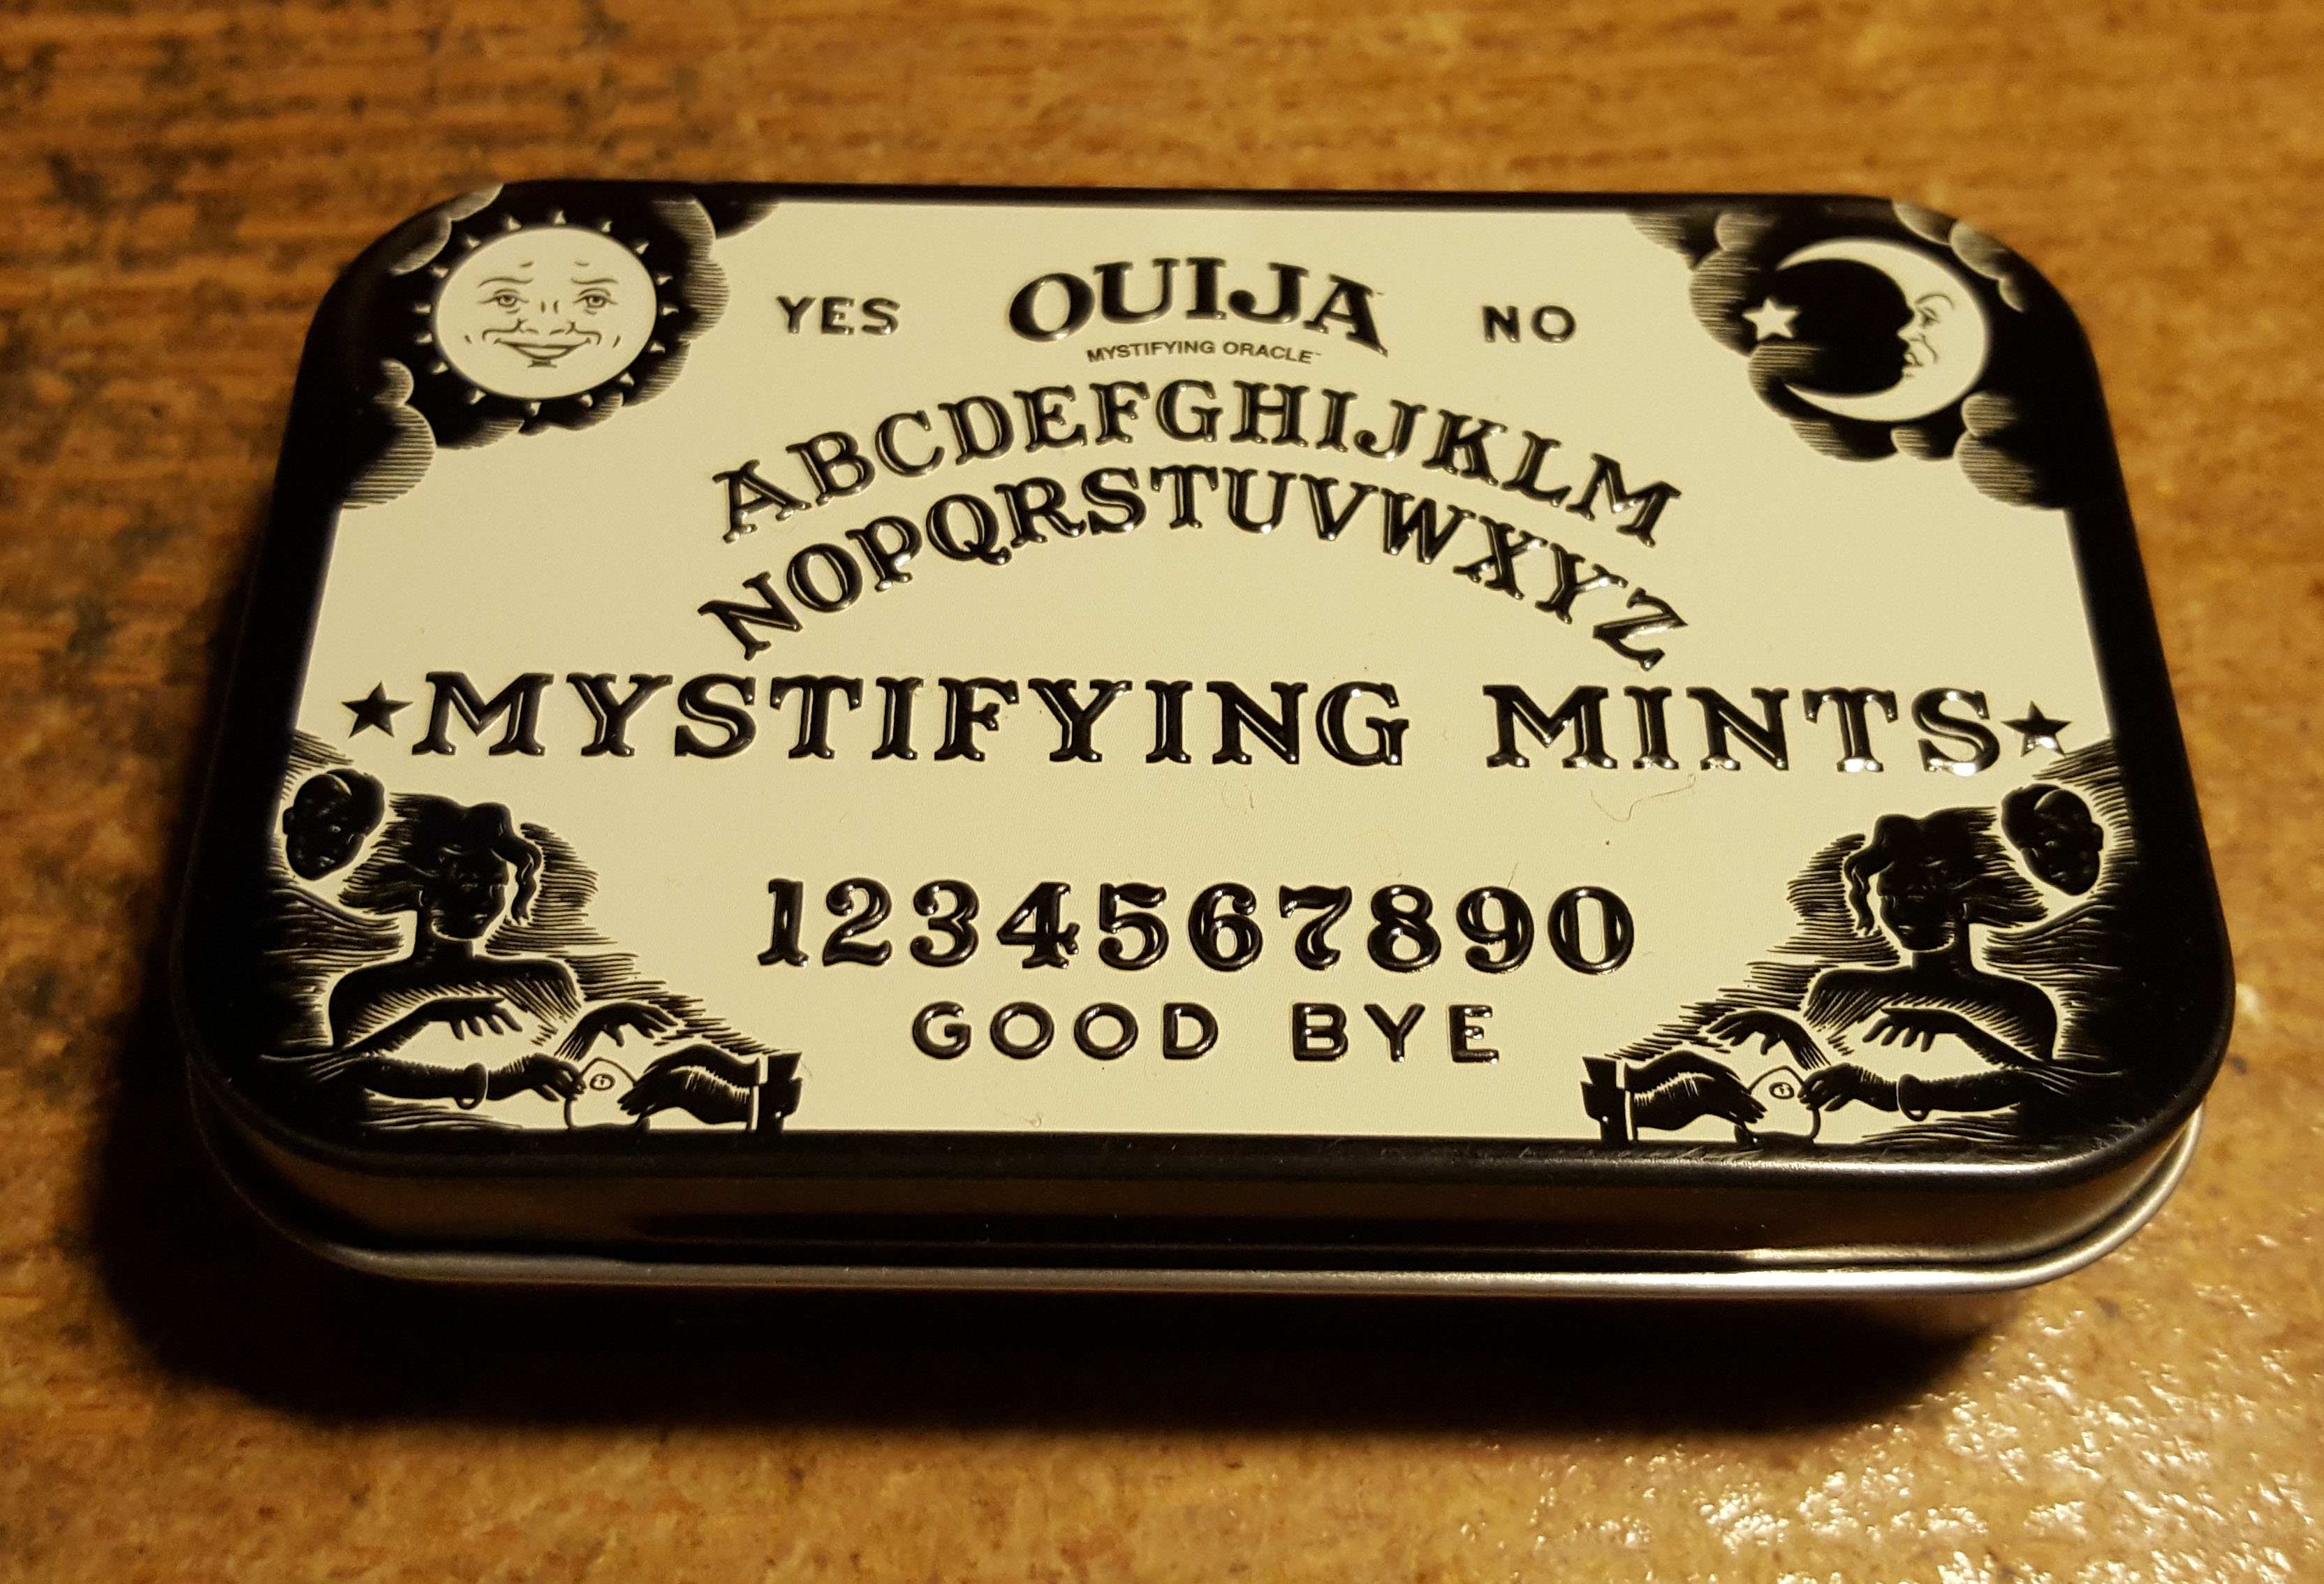 YES OUIJA NO
MYSTIFYING ORACLE™
ABCDEFGHIJKLM
NOPQRSTUVWXYZ
★MYSTIFYING MINTS★
1234567890
GOOD BYE